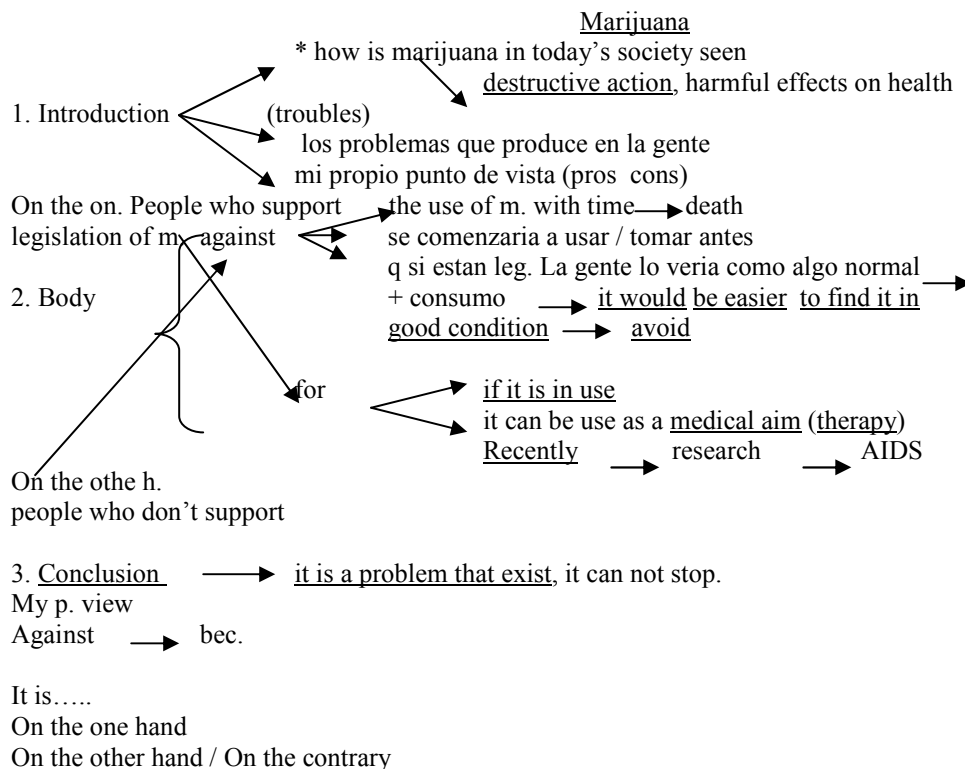 Marijuana
* how is marijuana in today’s society seen
destructive action, harmful effects on health
1. Introduction (troubles)
los problemas que produce en la gente
mi propio punto de vista (pros cons)
On the on. People who support the use of m. with time death
legislation of m. against se comenzaria a usar / tomar antes
q si estan leg. La gente lo veria como algo normal
2. Body + consumo it would be easier to find it in
good condition avoid
for if it is in use
it can be use as a medical aim (therapy)
Recently research AIDS
On the othe h.
people who don’t support
3. Conclusion it is a problem that exist, it can not stop.
My p. view
Against bec.
It is…..
On the one hand
On the other hand / On the contrary